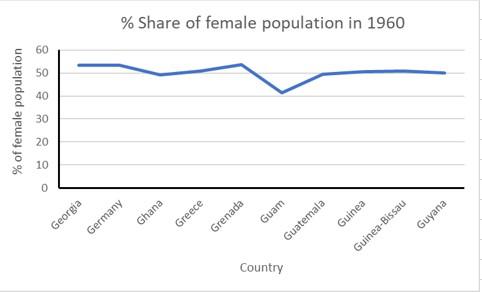 % Share of female population in 1960
% of female population
60
50
40
30
20
10
0
Georgia
Germany
Ghana
Greece
Grenada
Guam
Guatemala
Guinea
Guinea-Bissau
Guyana
Country